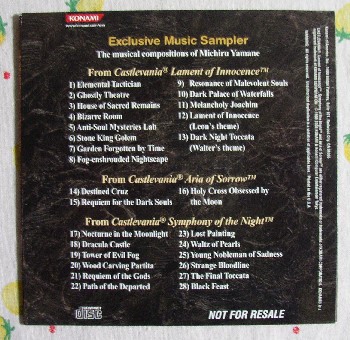 KONAMI
Exclusive Music Sampler
The musical compositions of Michiru Yamane
From Castlevania® Lament of Innocence™
1) Elemental Tactician
2) Ghostly Theatre
3) House of Sacred Remains
4) Bizarre Room
5) Anti-Soul Mysteries Lab
6) Stone King Golem
7) Garden Forgotten by Time
8) Fog-enshrouded Nightscape
9) Resonance of Malevolent Souls
10) Dark Palace of Waterfalls
11) Melancholy Joachim
12) Lament of Innocence
(Leon's theme)
13) Dark Night Toccata
(Walter's theme)
From Castlevania® Aria of Sorrow™
14) Destined Cruz
15) Requiem for the Dark Souls
16) Holy Cross Obsessed by
the Moon
From Castlevania® Symphony of the Night™
17) Nocturne in the Moonlight
18) Dracula Castle
19) Tower of Evil Fog
20) Wood Carving Partita
21) Requiem of the Gods
22) Path of the Departed
23) Lost Painting
24) Waltz of Pearls
25) Young Nobleman of Sadness
26) Strange Bloodline
27) The Final Toccata
28) Black Feast
COMPACT
disc
DIGITAL AUDIO
NOT FOR RESALE